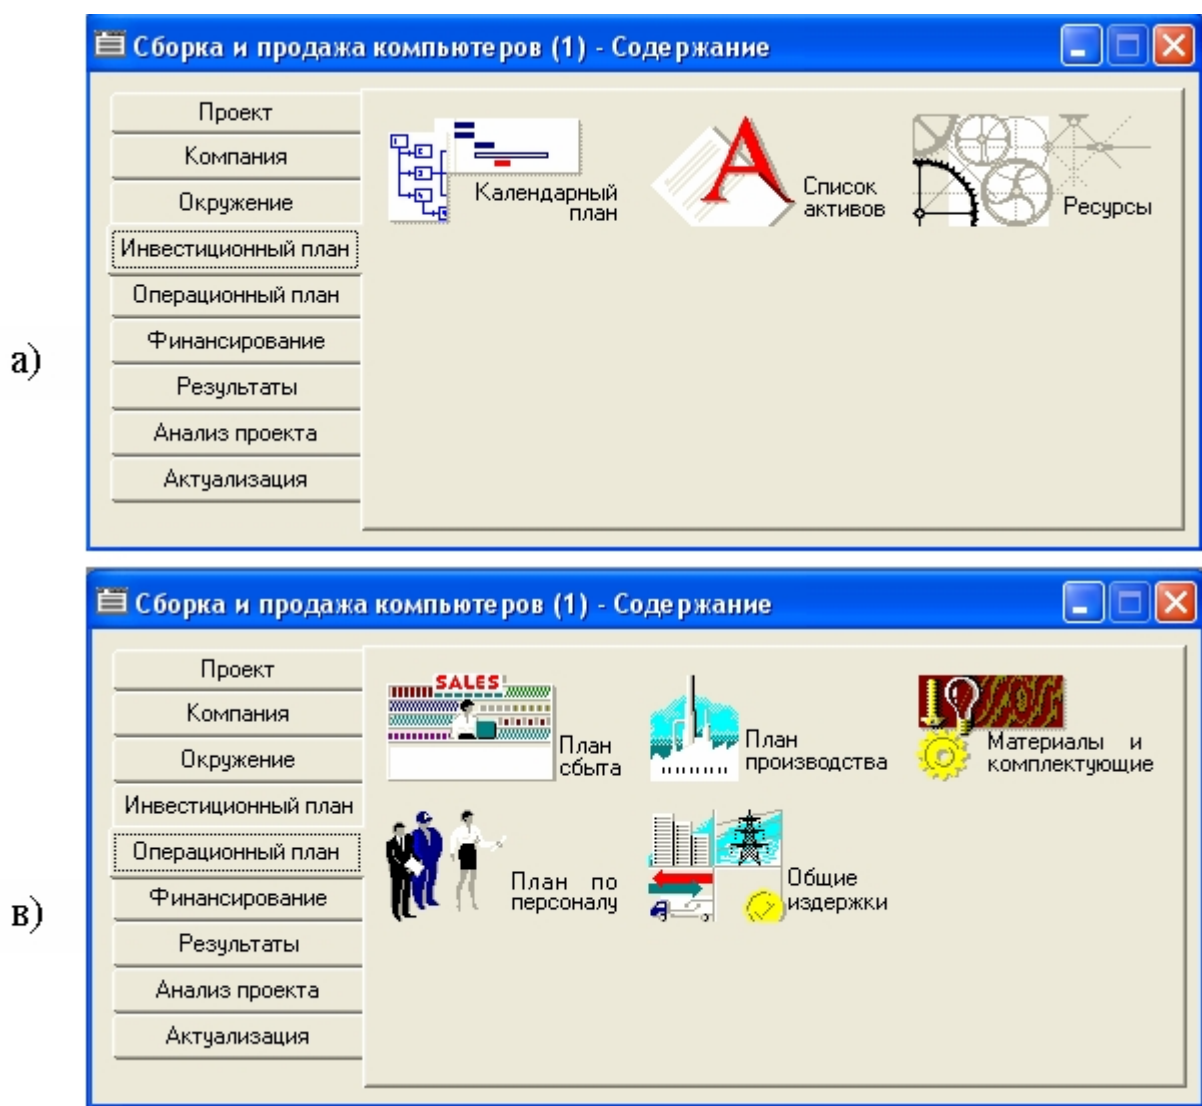 а)
Сборка и продажа компьютеров (1) - Содержание
Проект
Компания
Окружение
Инвестиционный план
Операционный план
Финансирование
Результаты
Анализ проекта
Актуализация
Календарный
план
A
Список
активов
Ресурсы
в)
Сборка и продажа компьютеров (1) - Содержание
Проект
Компания
Окружение
Инвестиционный план
Операционный план
Финансирование
Результаты
Анализ проекта
Актуализация
SALES
План
сбыта
План
производства
Материалы и
комплектующие
План по
персоналу
Общие
издержки